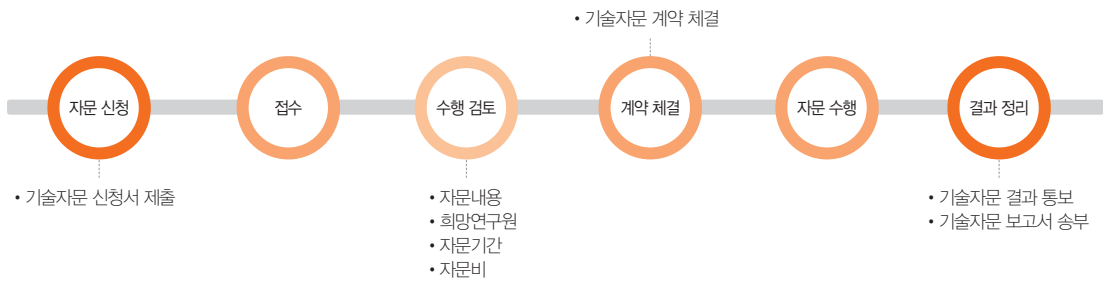 • 기술자문 계약 체결
자문 신청
접수
수행 검토
계약 체결
자문 수행
결과 정리
• 기술자문 신청서 제출
• 자문내용
• 희망연구원
• 자문기간
• 자문비
• 기술자문 결과 통보
• 기술자문 보고서 송부